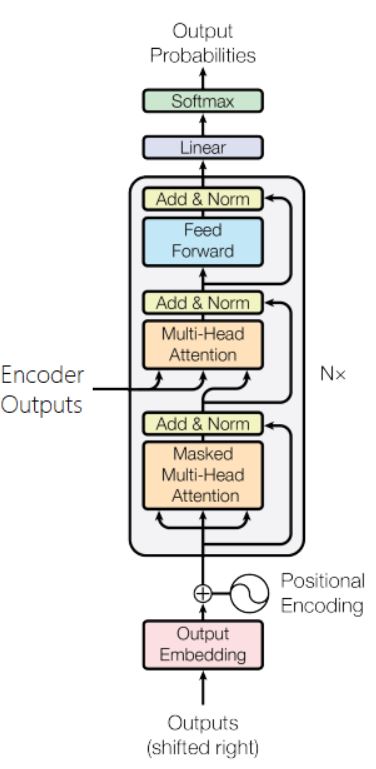 Output
Probabilities
Softmax
Linear
Add & Norm
Feed
Forward
Add & Norm
Multi-Head
Attention
Encoder
Outputs
N×
Add & Norm
Masked
Multi-Head
Attention
Positional
Encoding
Output
Embedding
Outputs
(shifted right)